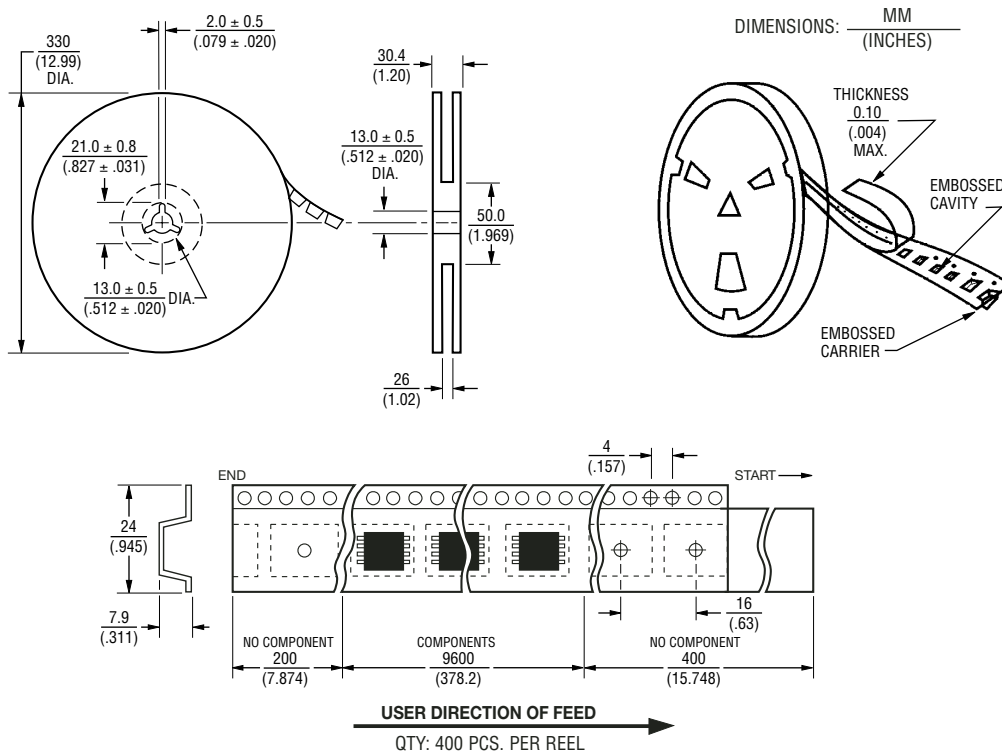 2.0 ± 0.5
(.079 ± .020)
330
(12.99)
DIA.
21.0 ± 0.8
(.827 ± .031)
13.0 ± 0.5
(.512 ± .020)
DIA.
30.4
(1.20)
13.0 ± 0.5
(.512 ± .020)
DIA.
50.0
(1.969)
26
(1.02)
DIMENSIONS: MM
(INCHES)
THICKNESS
0.10
(.004)
MAX.
EMBOSSED
CAVITY
EMBOSSED
CARRIER
END
4
(.157)
START
24
(.945)
7.9
(.311)
16
(.63)
NO COMPONENT
200
(7.874)
COMPONENTS
9600
(378.2)
NO COMPONENT
400
(15.748)
USER DIRECTION OF FEED
QTY: 400 PCS. PER REEL